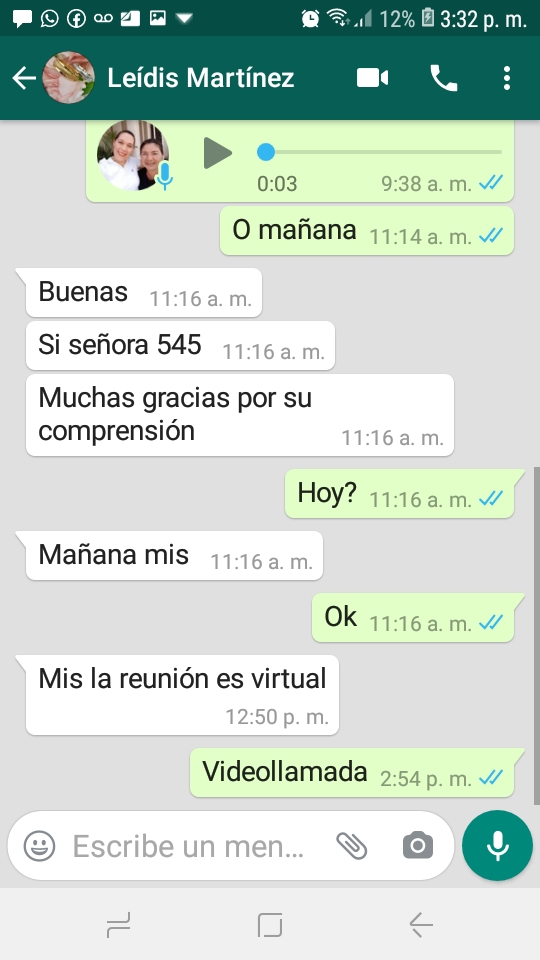 12% 3:32 p. m.
Leídis Martínez
0:03 9:38 a. m.
O mañana 11:14 a. m.
Buenas 11:16 a. m.
Si señora 545 11:16 a. m.
Muchas gracias por su
comprensión 11:16 a. m.
Hoy? 11:16 a. m.
Mañana mis 11:16 a. m.
Ok 11:16 a. m.
Mis la reunión es virtual
12:50 p. m.
Videollamada 2:54 p. m.
Escribe un men...